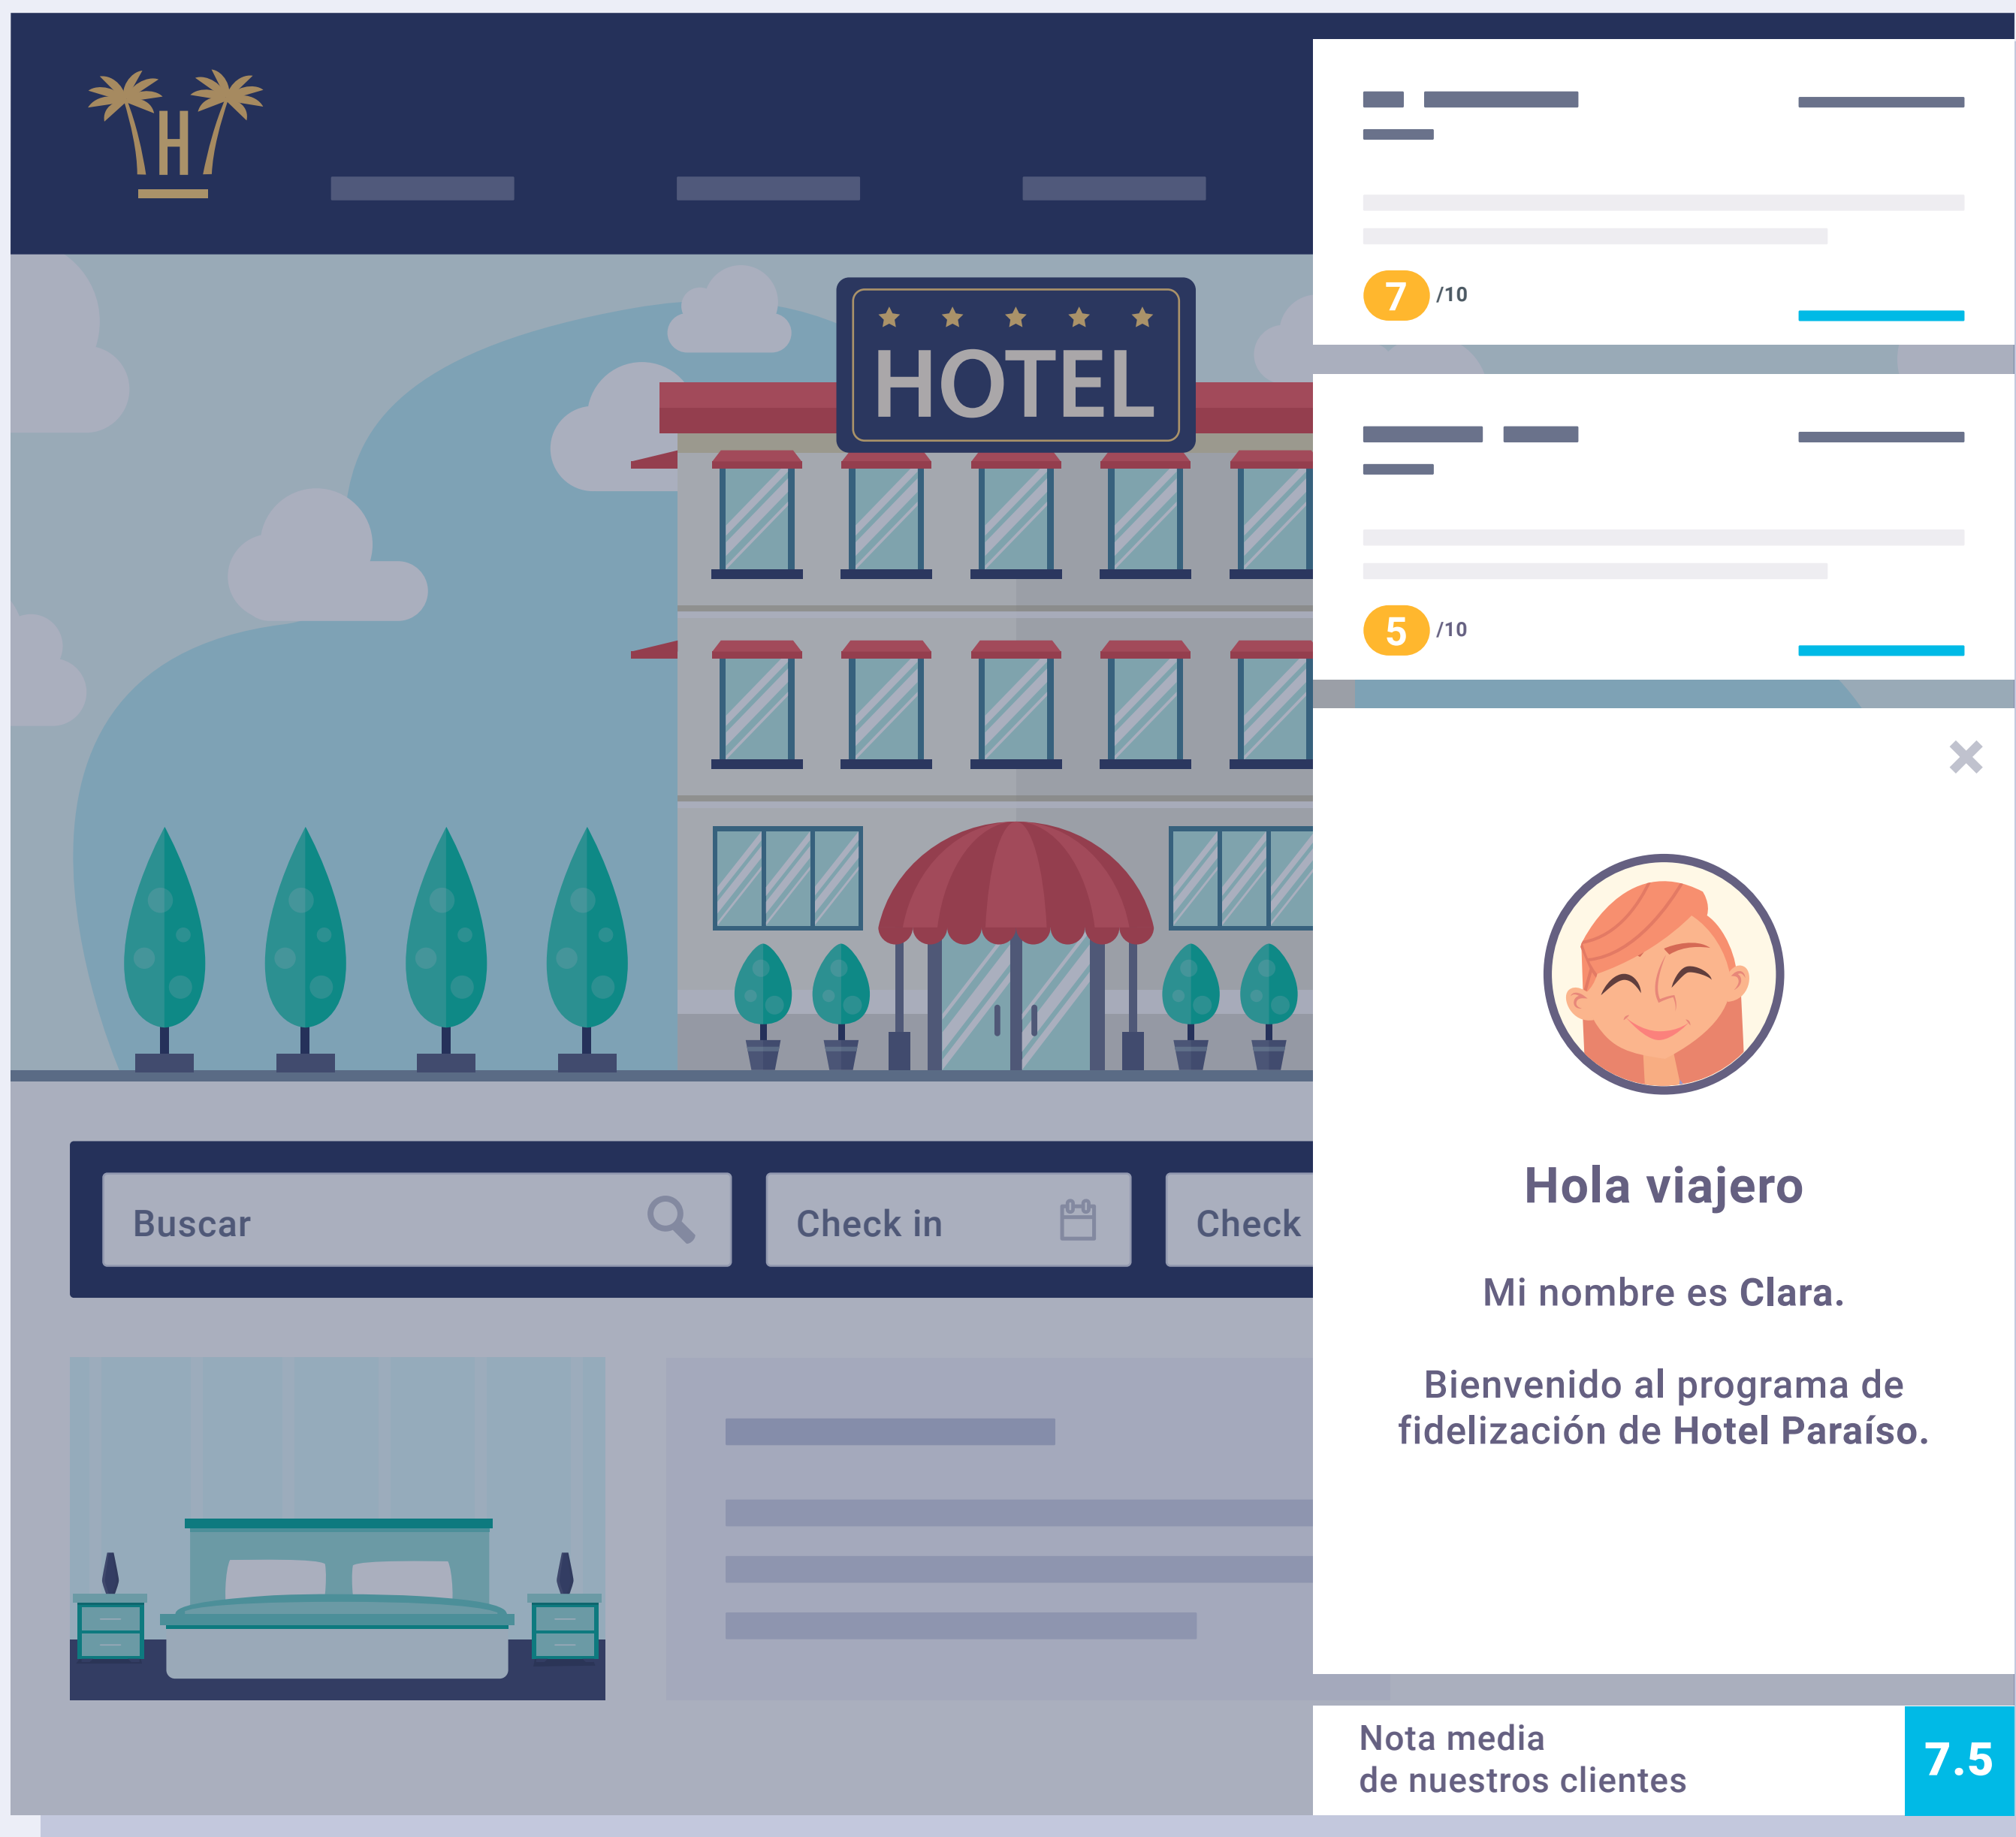 H
HOTEL
7 /10
5 /10
Hola viajero
Mi nombre es Clara.
Bienvenido al programa de
fidelización de Hotel Paraíso.
Buscar
Check in
Check
Nota media
de nuestros clientes
7.5